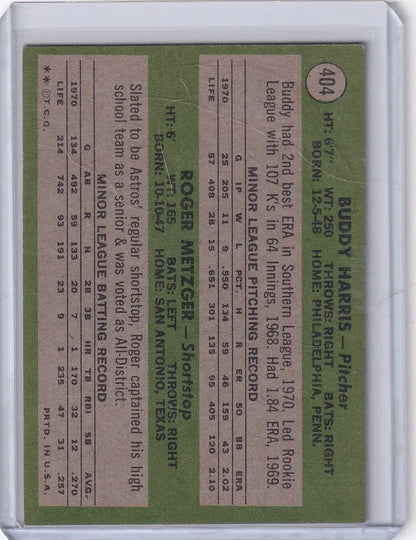 404
BUDDY HARRIS—Pitcher
HT: 6'7" WT: 250 THROWS: RIGHT BATS: RIGHT
BORN: 12-5-48 HOME: PHILADELPHIA, PENN.
Buddy had 2nd best ERA in Southern League, 1970. Led Rookie
League with 107 K's in 64 Innings, 1968. Had 1.84 ERA, 1969.
MINOR LEAGUE PITCHING RECORD
G IP W L PCT. H R ER SO BB ERA
1970 25 205 11 9 .550 134 59 46 159 43 2.02
LIFE 57 408 28 15 .651 301 135 95 408 120 2.10
ROGER METZGER—Shortstop
HT: 6' WT: 165 BATS: LEFT THROWS: RIGHT
BORN: 10-10-47 HOME: SAN ANTONIO, TEXAS
Slated to be Astros' regular shortstop, Roger captained his high
school team as a senior & was voted as All-District.
MINOR LEAGUE BATTING RECORD
G AB R H 2B 3B HR TB RBI SB AVG.
1970 134 492 59 133 20 7 1 170 32 12 .270
LIFE 214 742 93 191 23 9 1 235 47 31 .257
** ©T.C.G. PRTD. IN U.S.A.